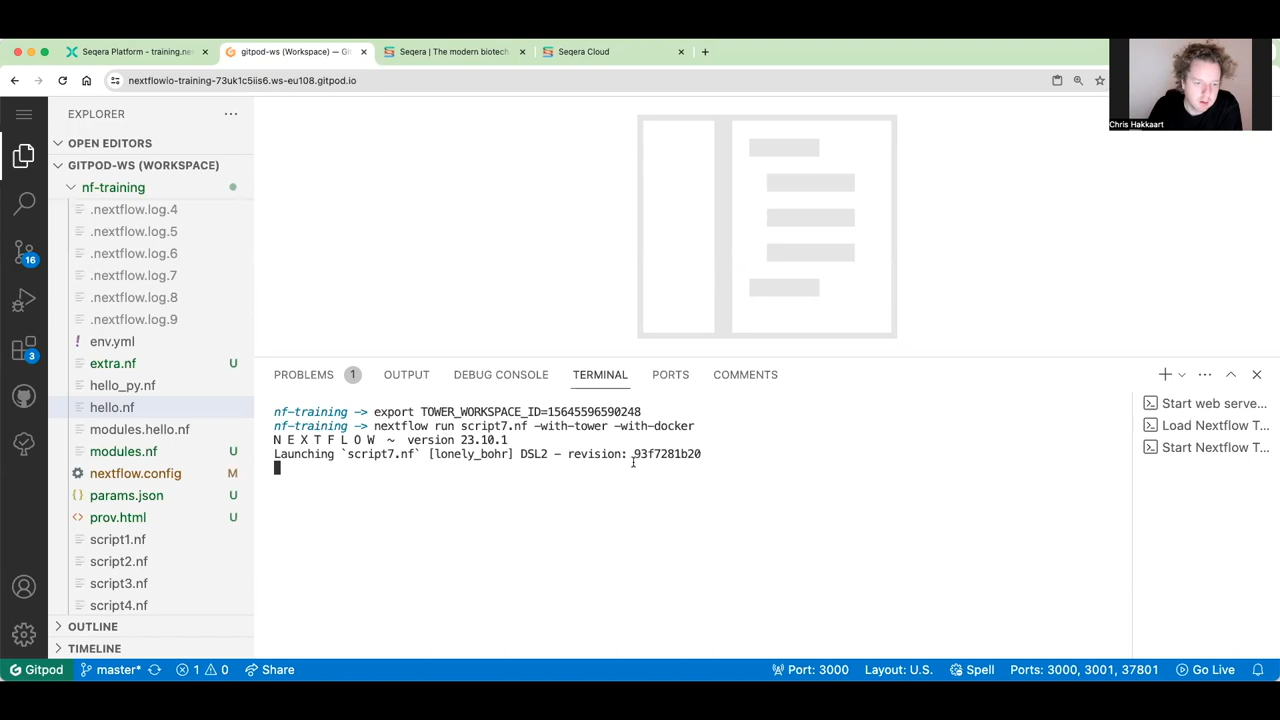 Seqera Platform - training.ne
gitpod-ws (Workspace) — Gi
Seqera | The modern biotech
Seqera Cloud
nextflowio-training-73uk1c5iis6.ws-eu108.gitpod.io
Chris Hakkaart
EXPLORER
OPEN EDITORS
GITPOD-WS (WORKSPACE)
nf-training
.nextflow.log.4
.nextflow.log.5
.nextflow.log.6
.nextflow.log.7
.nextflow.log.8
.nextflow.log.9
env.yml
extra.nf U
hello_py.nf
hello.nf
modules.hello.nf
modules.nf U
nextflow.config M
params.json U
prov.html U
script1.nf
script2.nf
script3.nf
script4.nf
OUTLINE
TIMELINE
16
3
PROBLEMS 1 OUTPUT DEBUG CONSOLE TERMINAL PORTS COMMENTS
nf-training -> export TOWER_WORKSPACE_ID=15645596590248
nf-training -> nextflow run script7.nf -with-tower -with-docker
N E X T F L O W ~ version 23.10.1
Launching `script7.nf` [lonely_bohr] DSL2 - revision: 93f7281b20
Start web serve...
Load Nextflow T...
Start Nextflow T...
Gitpod master* 1 0 Share Port: 3000 Layout: U.S. Spell Ports: 3000, 3001, 37801 Go Live